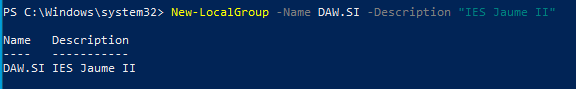 PS C:\Windows\system32> New-LocalGroup -Name DAW.SI -Description "IES Jaume II"
Name Description
---- -----------
DAW.SI IES Jaume II